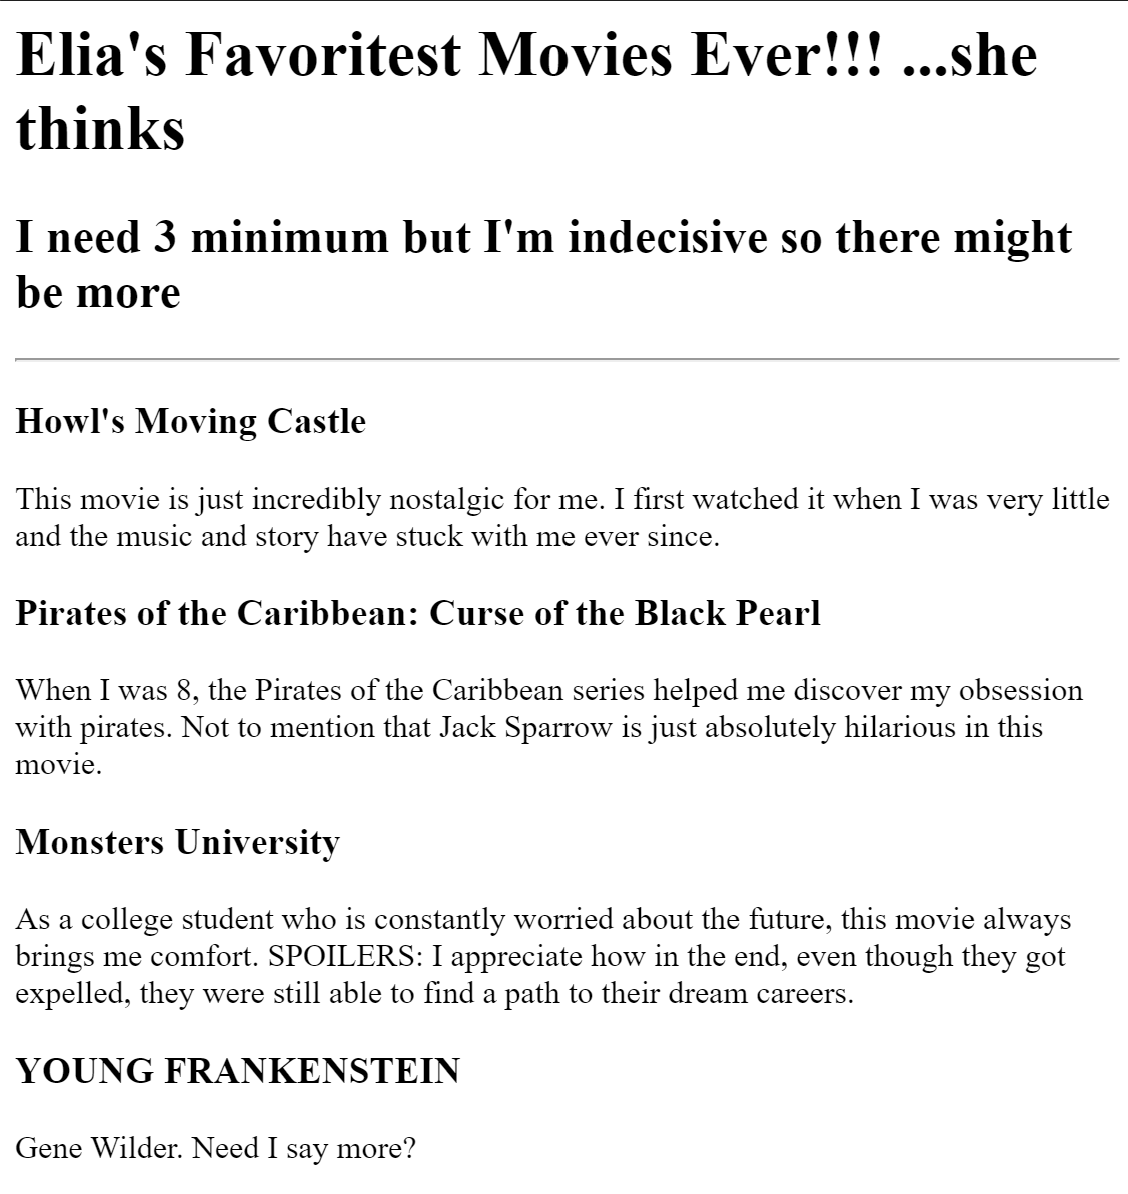 Elia's Favoritest Movies Ever!!! ...she
thinks
I need 3 minimum but I'm indecisive so there might
be more
Howl's Moving Castle
This movie is just incredibly nostalgic for me. I first watched it when I was very little
and the music and story have stuck with me ever since.
Pirates of the Caribbean: Curse of the Black Pearl
When I was 8, the Pirates of the Caribbean series helped me discover my obsession
with pirates. Not to mention that Jack Sparrow is just absolutely hilarious in this
movie.
Monsters University
As a college student who is constantly worried about the future, this movie always
brings me comfort. SPOILERS: I appreciate how in the end, even though they got
expelled, they were still able to find a path to their dream careers.
YOUNG FRANKENSTEIN
Gene Wilder. Need I say more?